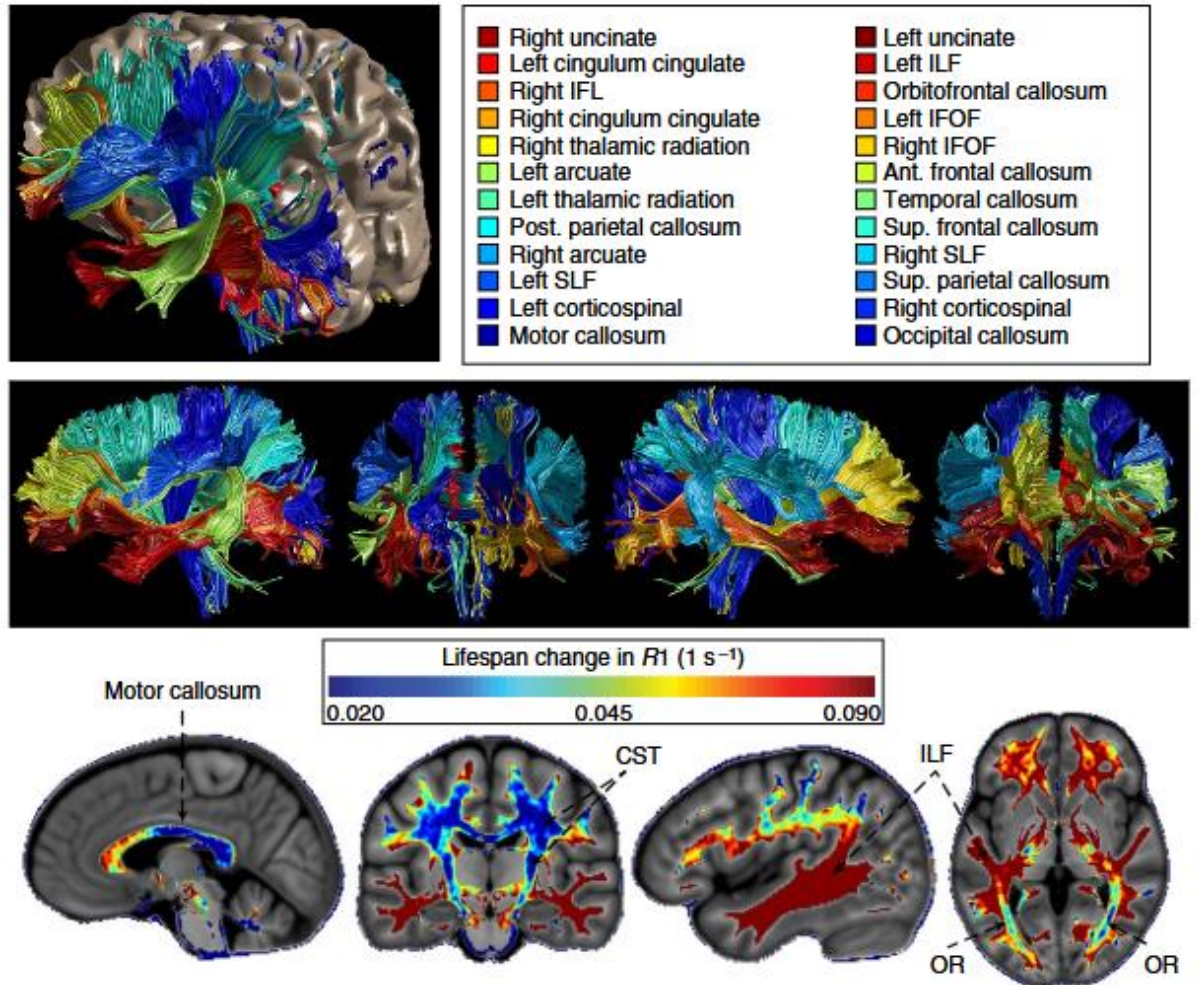 Right uncinate
Left cingulum cingulate
Right IFL
Right cingulum cingulate
Right thalamic radiation
Left arcuate
Left thalamic radiation
Post. parietal callosum
Right arcuate
Left SLF
Left corticospinal
Motor callosum
Left uncinate
Left ILF
Orbitofrontal callosum
Left IFOF
Right IFOF
Ant. frontal callosum
Temporal callosum
Sup. frontal callosum
Right SLF
Sup. parietal callosum
Right corticospinal
Occipital callosum
Lifespan change in R1 (1 s⁻¹)
0.020 0.045 0.090
Motor callosum
CST
ILF
OR
OR